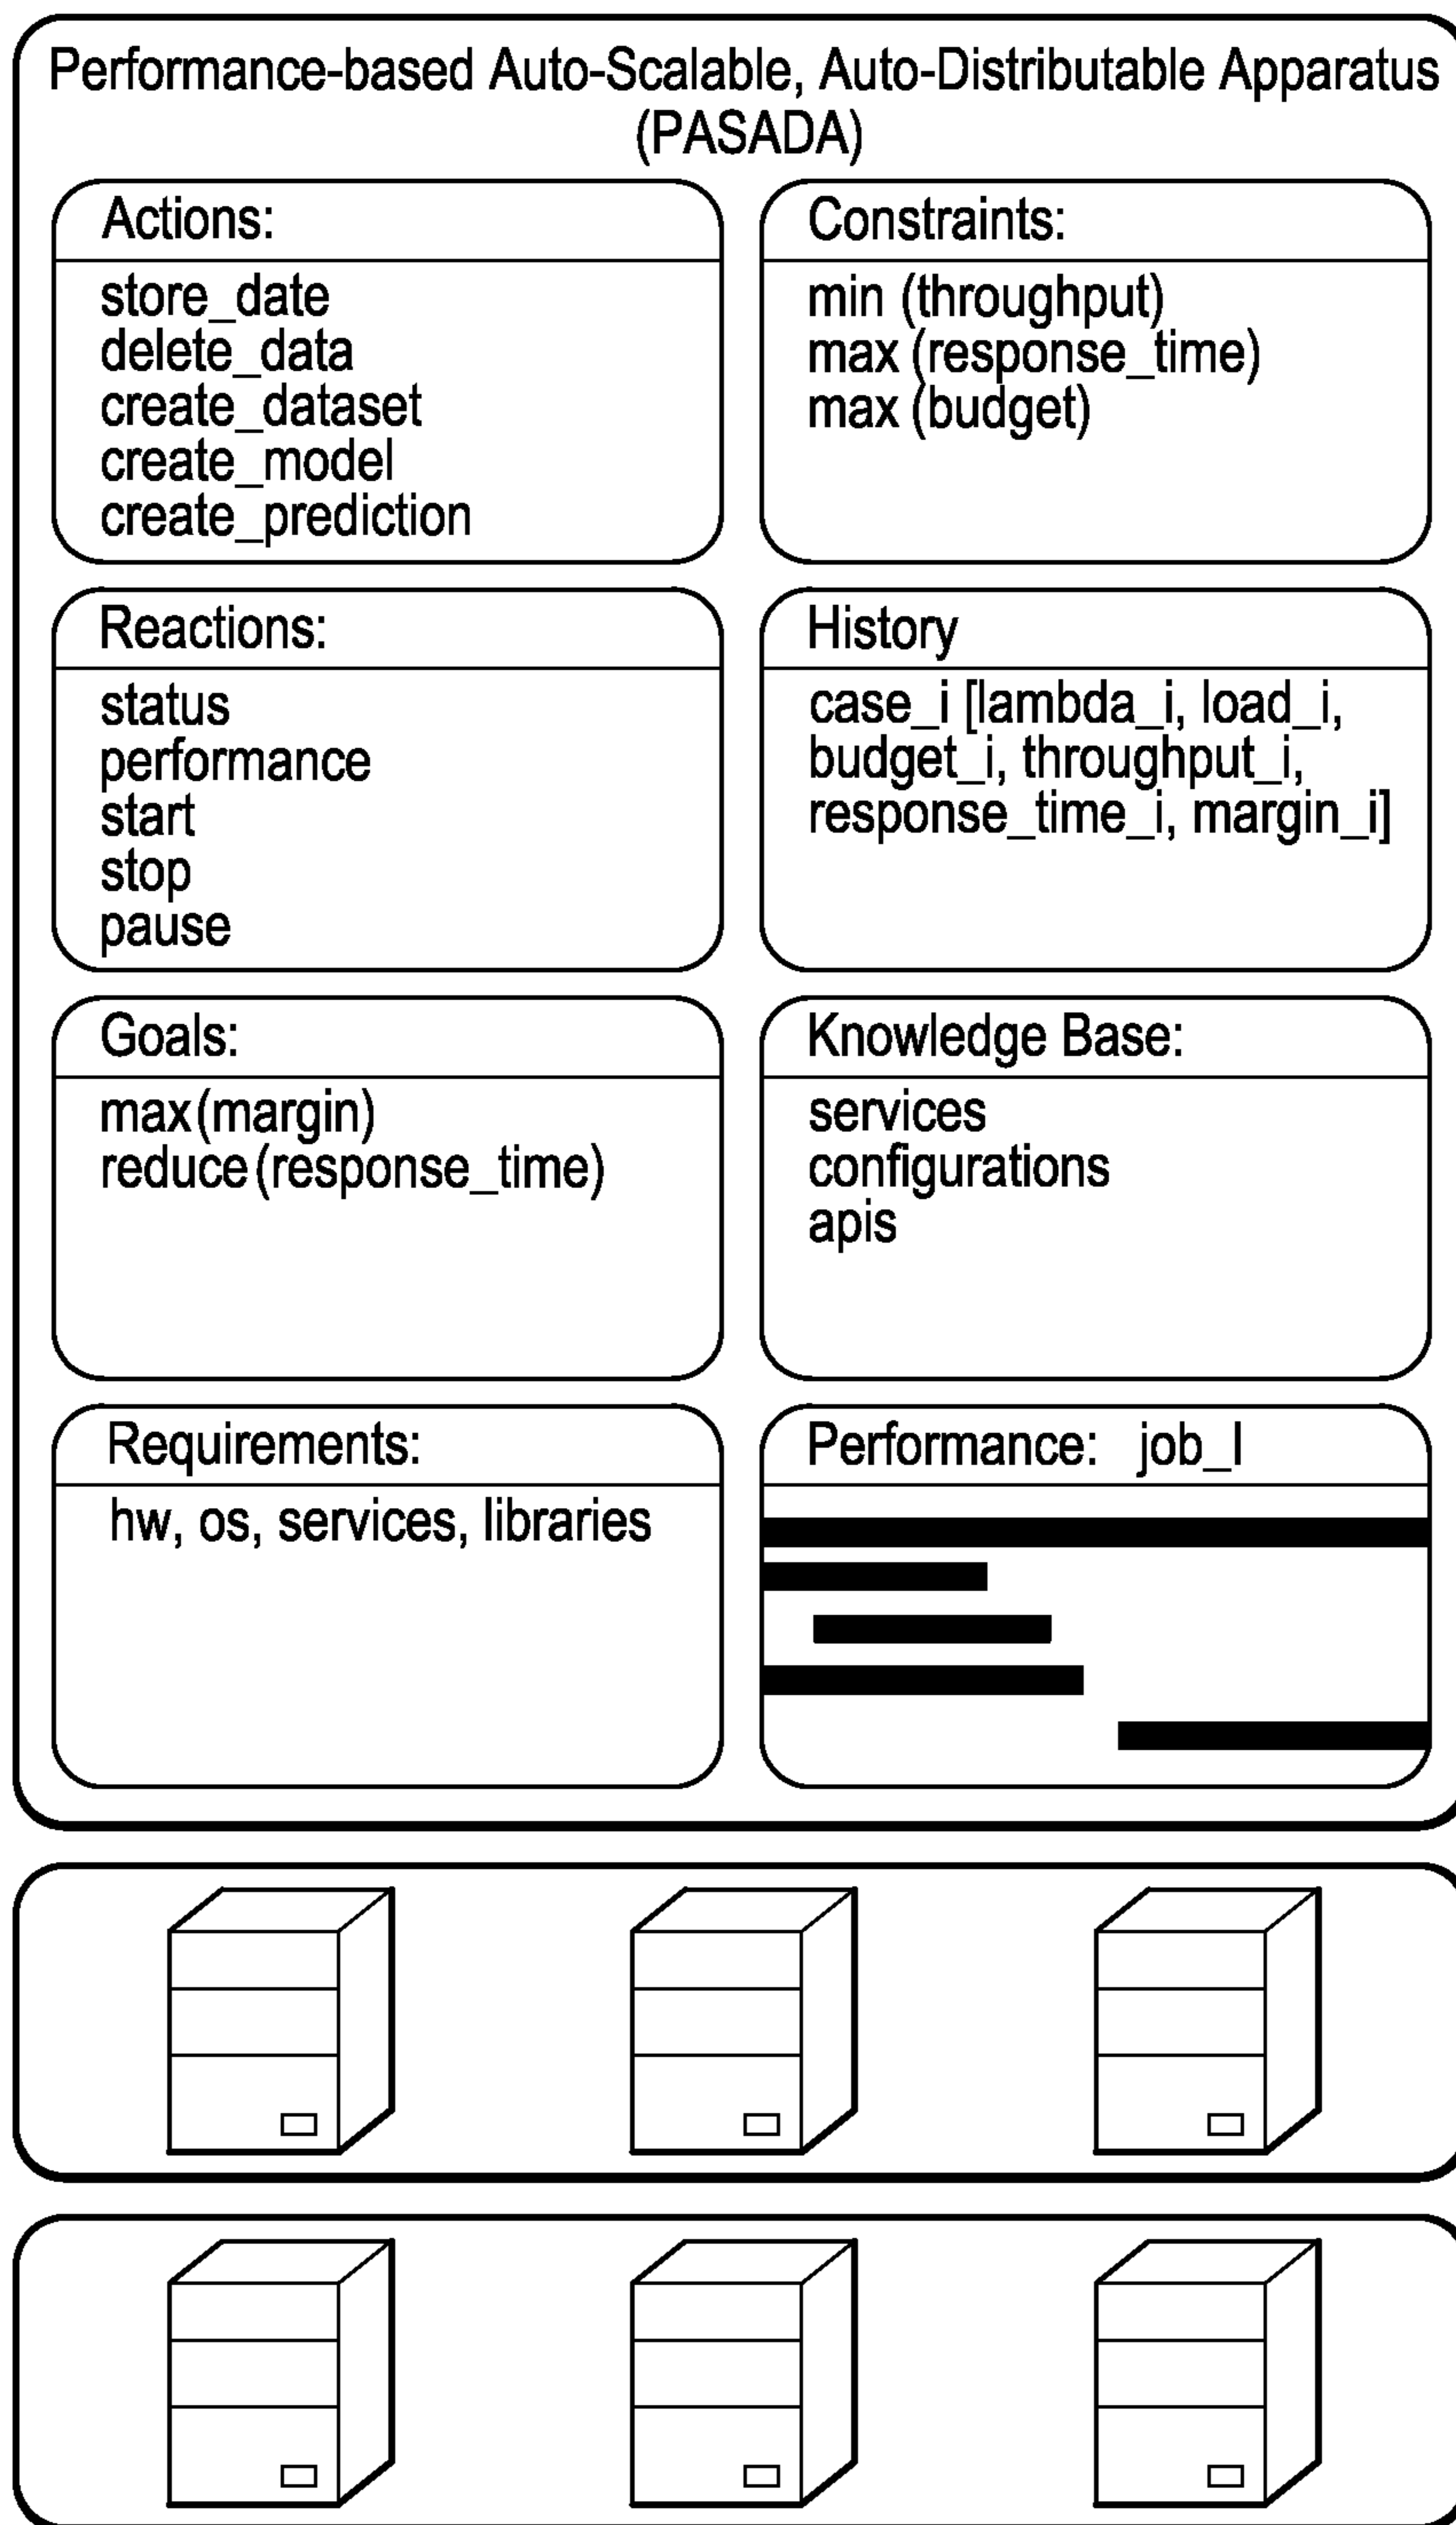 Performance-based Auto-Scalable, Auto-Distributable Apparatus
(PASADA)
Actions:
store_date
delete_data
create_dataset
create_model
create_prediction
Constraints:
min (throughput)
max (response_time)
max (budget)
Reactions:
status
performance
start
stop
pause
History
case_i [lambda_i, load_i,
budget_i, throughput_i,
response_time_i, margin_i]
Goals:
max(margin)
reduce(response_time)
Knowledge Base:
services
configurations
apis
Requirements:
hw, os, services, libraries
Performance: job_I